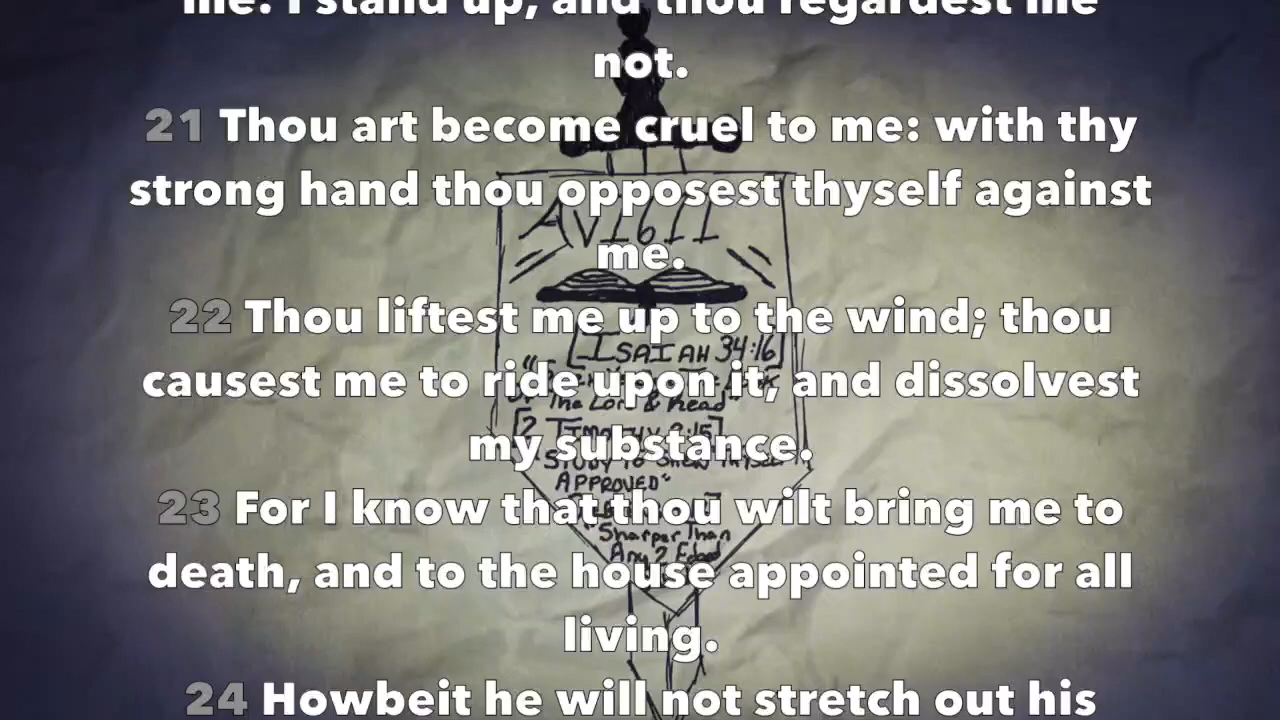 me: I stand up, and thou regardest me
not.
21 Thou art become cruel to me: with thy
strong hand thou opposest thyself against
me.
22 Thou liftest me up to the wind; thou
causest me to ride upon it, and dissolvest
my substance.
23 For I know that thou wilt bring me to
death, and to the house appointed for all
living.
24 Howbeit he will not stretch out his
AV1611
[ISAIAH 34:16]
The Lord & Read"
[2 TIMOTHY 2:15]
"STUDY TO SHEW THYSELF
APPROVED"
"Sharper Than
Any 2 Edged